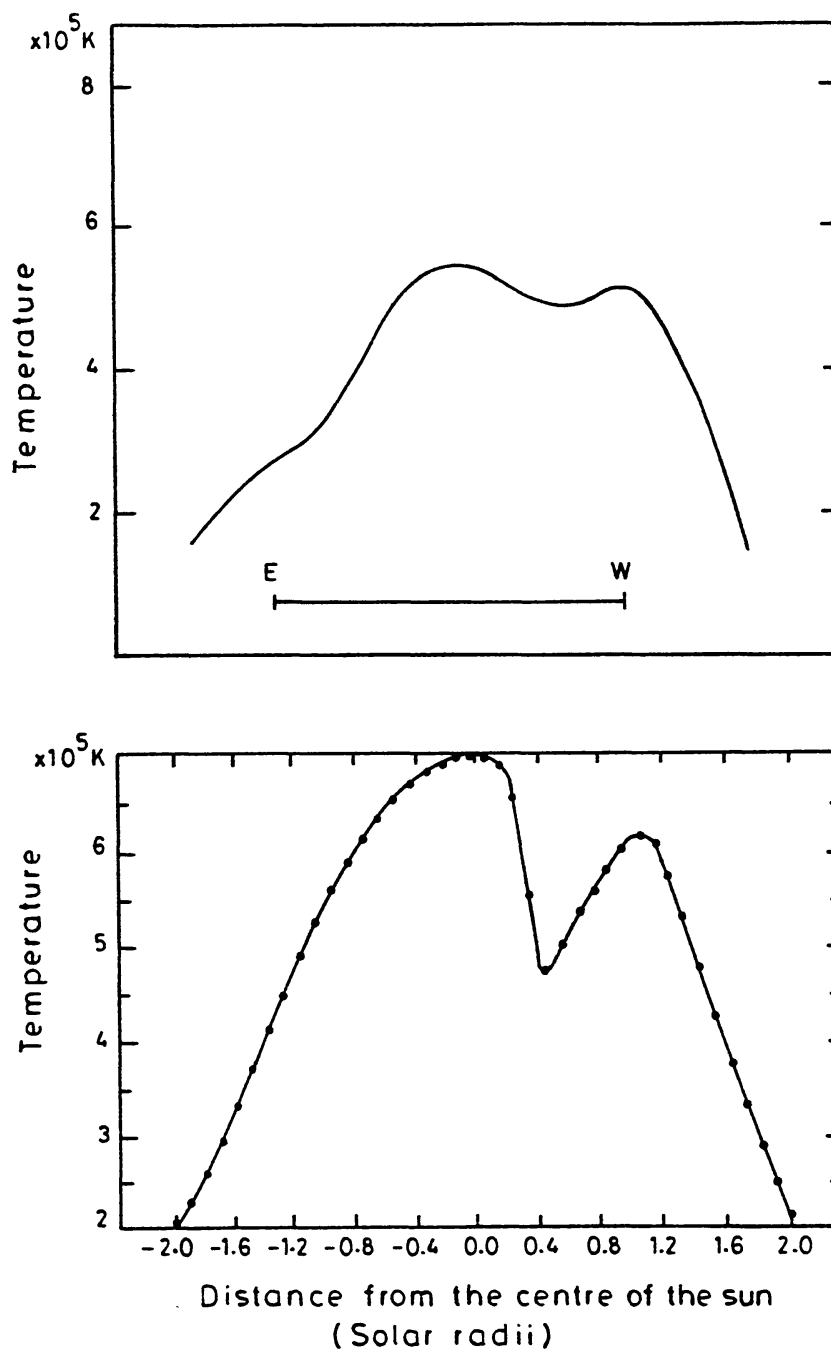 ×10⁵K
8
6
4
2
Temperature
E W
×10⁵K
6
5
4
3
2
Temperature
-2.0 -1.6 -1.2 -0.8 -0.4 0.0 0.4 0.8 1.2 1.6 2.0
Distance from the centre of the sun
(Solar radii)